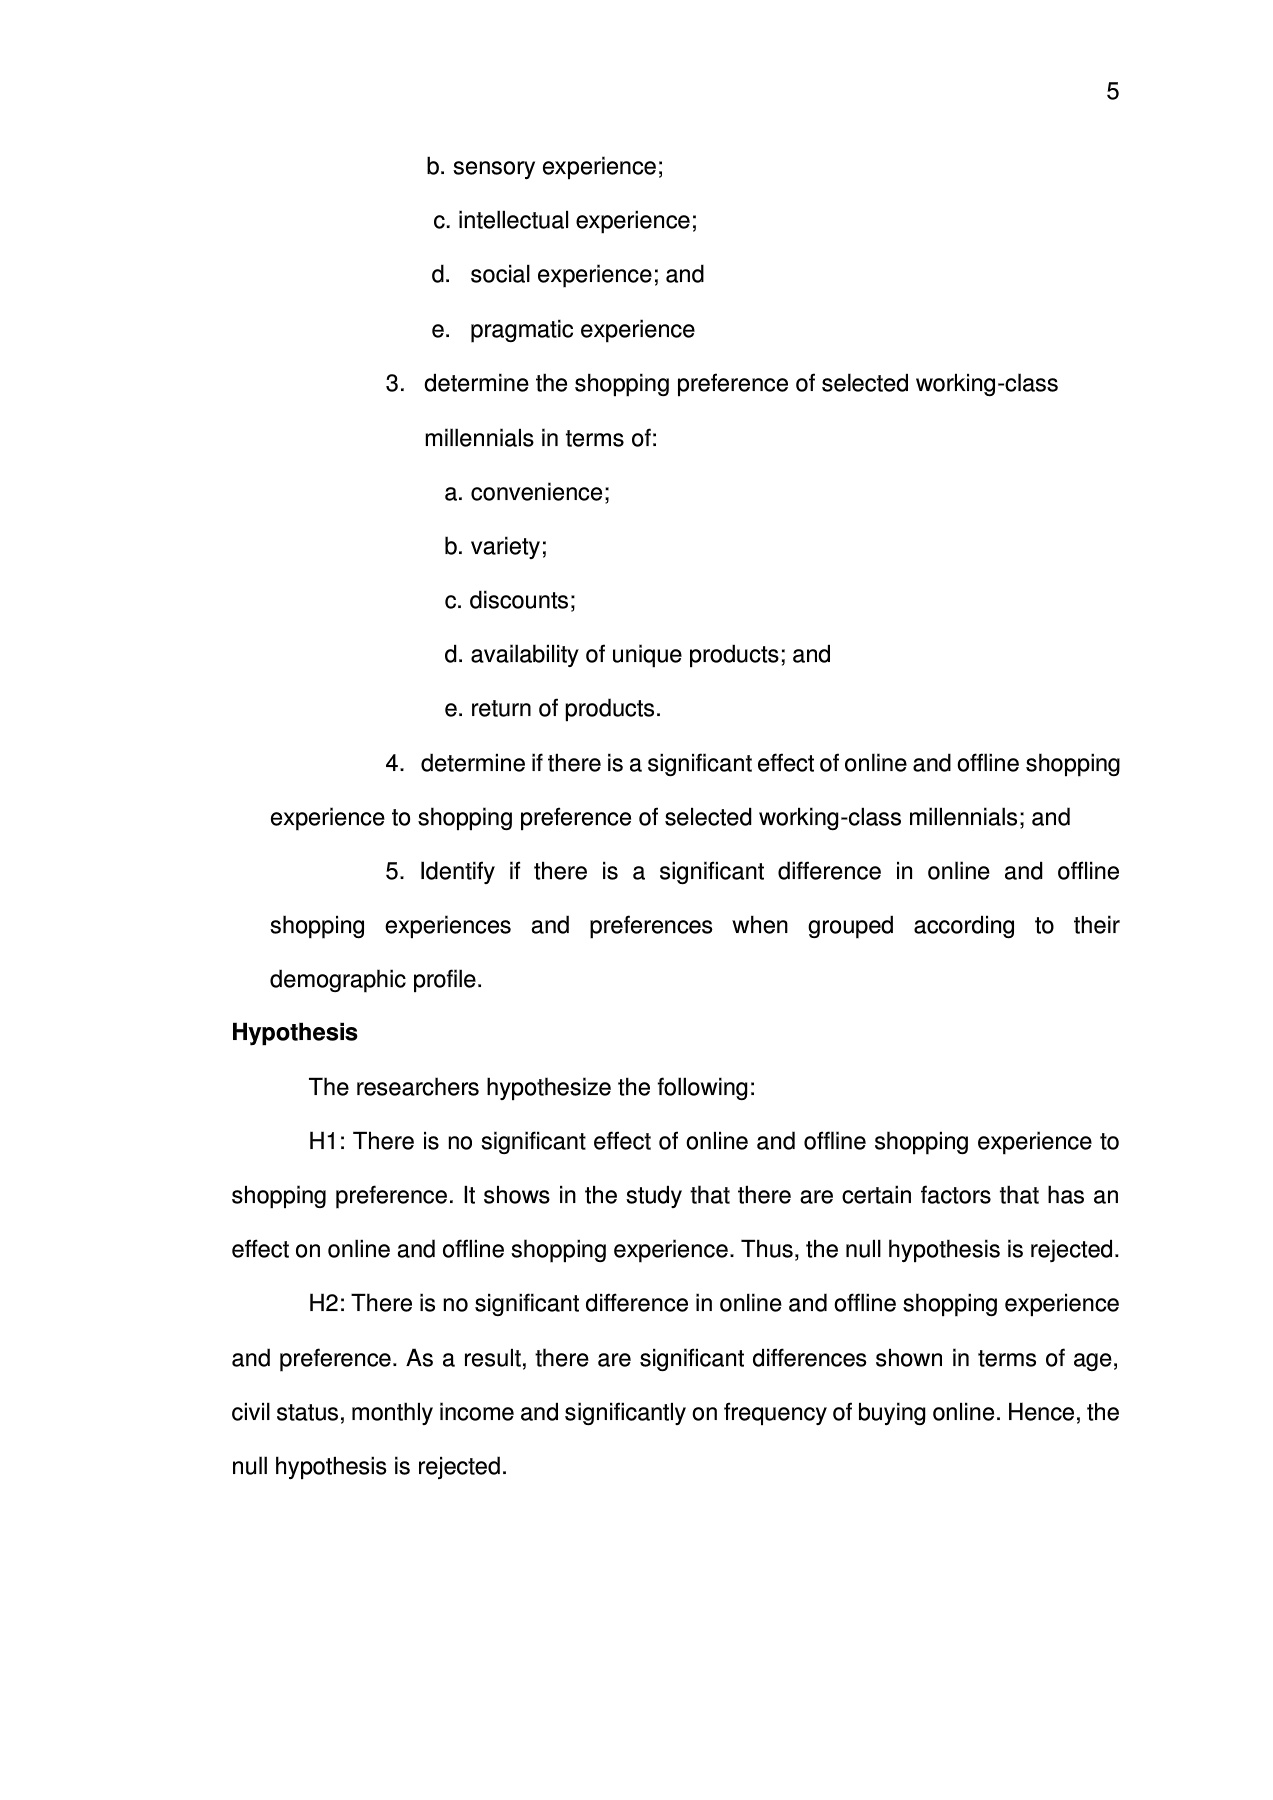 5
b. sensory experience;
c. intellectual experience;
d. social experience; and
e. pragmatic experience
3. determine the shopping preference of selected working-class
millennials in terms of:
a. convenience;
b. variety;
c. discounts;
d. availability of unique products; and
e. return of products.
4. determine if there is a significant effect of online and offline shopping
experience to shopping preference of selected working-class millennials; and
5. Identify if there is a significant difference in online and offline
shopping experiences and preferences when grouped according to their
demographic profile.
Hypothesis
The researchers hypothesize the following:
H1: There is no significant effect of online and offline shopping experience to
shopping preference. It shows in the study that there are certain factors that has an
effect on online and offline shopping experience. Thus, the null hypothesis is rejected.
H2: There is no significant difference in online and offline shopping experience
and preference. As a result, there are significant differences shown in terms of age,
civil status, monthly income and significantly on frequency of buying online. Hence, the
null hypothesis is rejected.